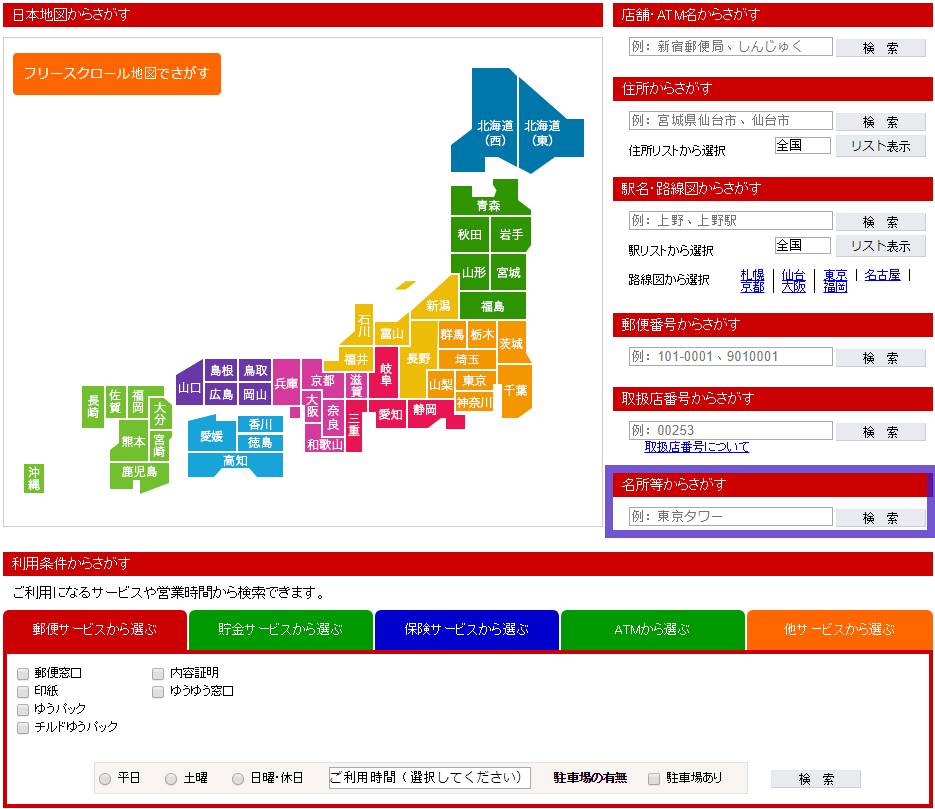 日本地図からさがす
フリースクロール地図でさがす
北海道
(西)
北海道
(東)
青森
秋田
岩手
山形
宮城
新潟
福島
石川
富山
群馬
栃木
茨城
福井
長野
埼玉
岐阜
山梨
東京
千葉
神奈川
山口
島根
鳥取
広島
岡山
兵庫
京都
滋賀
大阪
奈良
三重
愛知
静岡
和歌山
長崎
佐賀
福岡
大分
熊本
宮崎
鹿児島
沖縄
愛媛
香川
徳島
高知
店舗・ATM名からさがす
例: 新宿郵便局、しんじゅく
検 索
住所からさがす
例: 宮城県仙台市、仙台市
検 索
住所リストから選択
全国
リスト表示
駅名・路線図からさがす
例: 上野、上野駅
検 索
駅リストから選択
全国
リスト表示
路線図から選択
札幌 | 仙台 | 東京 | 名古屋 |
京都 | 大阪 | 福岡
郵便番号からさがす
例: 101-0001、9010001
検 索
取扱店番号からさがす
例: 00253
検 索
取扱店番号について
名所等からさがす
例: 東京タワー
検 索
利用条件からさがす
ご利用になるサービスや営業時間から検索できます。
郵便サービスから選ぶ
貯金サービスから選ぶ
保険サービスから選ぶ
ATMから選ぶ
他サービスから選ぶ
郵便窓口
内容証明
印紙
ゆうゆう窓口
ゆうパック
チルドゆうパック
平日
土曜
日曜・休日
ご利用時間(選択してください)
駐車場の有無
駐車場あり
検 索